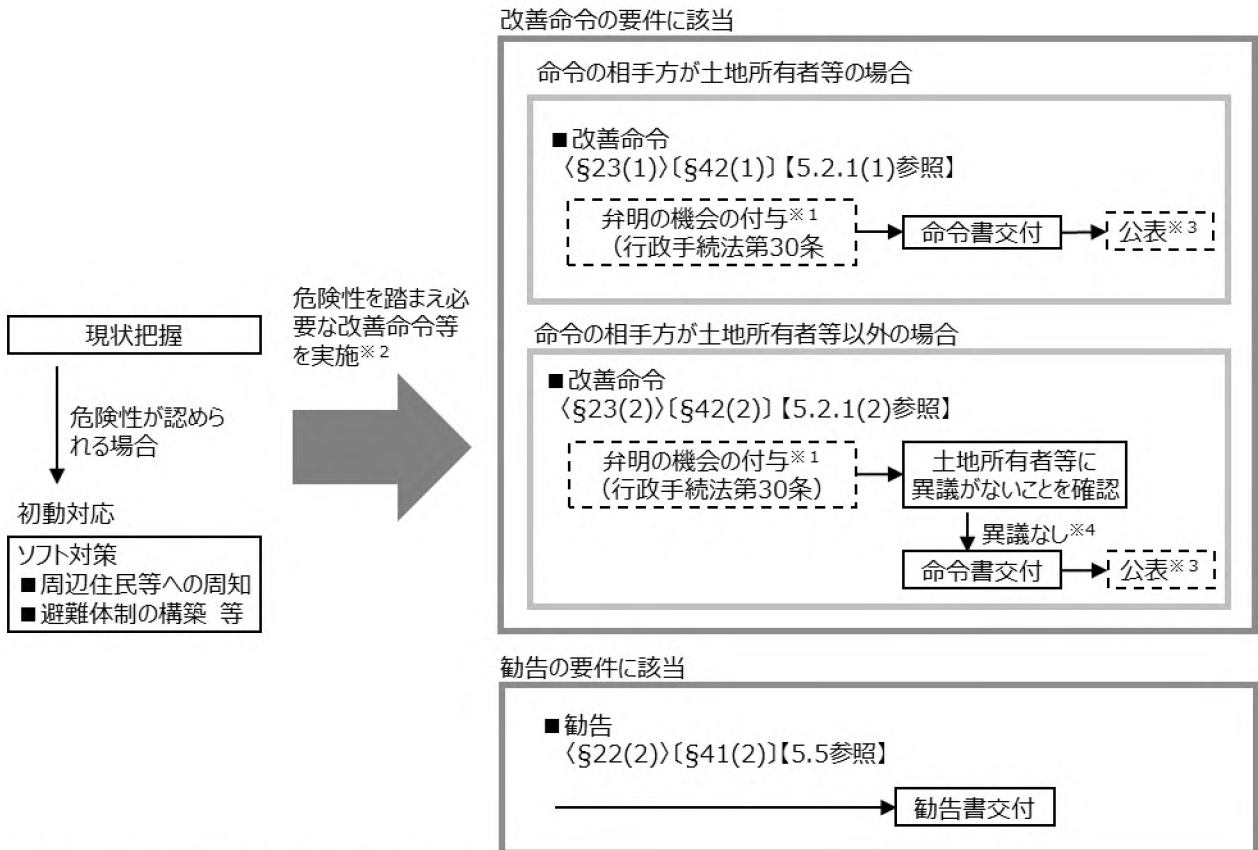 現状把握
危険性が認めら
れる場合
初動対応
ソフト対策
■周辺住民等への周知
■避難体制の構築 等
危険性を踏まえ必
要な改善命令等
を実施※2
改善命令の要件に該当
命令の相手方が土地所有者等の場合
■改善命令
〈§23(1)〉〔§42(1)〕【5.2.1(1)参照】
弁明の機会の付与※1
（行政手続法第30条
命令書交付
公表※3
命令の相手方が土地所有者等以外の場合
■改善命令
〈§23(2)〉〔§42(2)〕【5.2.1(2)参照】
弁明の機会の付与※1
（行政手続法第30条）
土地所有者等に
異議がないことを確認
異議なし※4
命令書交付
公表※3
勧告の要件に該当
■勧告
〈§22(2)〉〔§41(2)〕【5.5参照】
勧告書交付